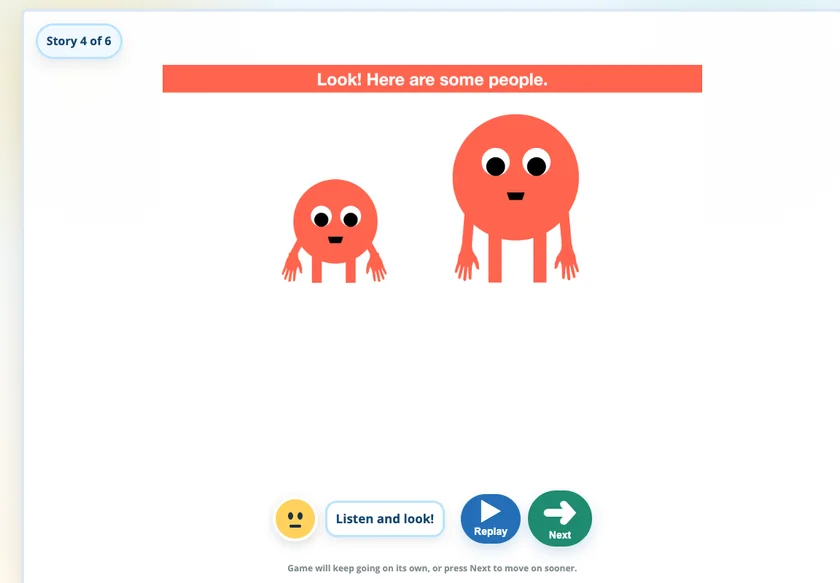 Story 4 of 6
Look! Here are some people.
Listen and look!
Replay
Next
Game will keep going on its own, or press Next to move on sooner.